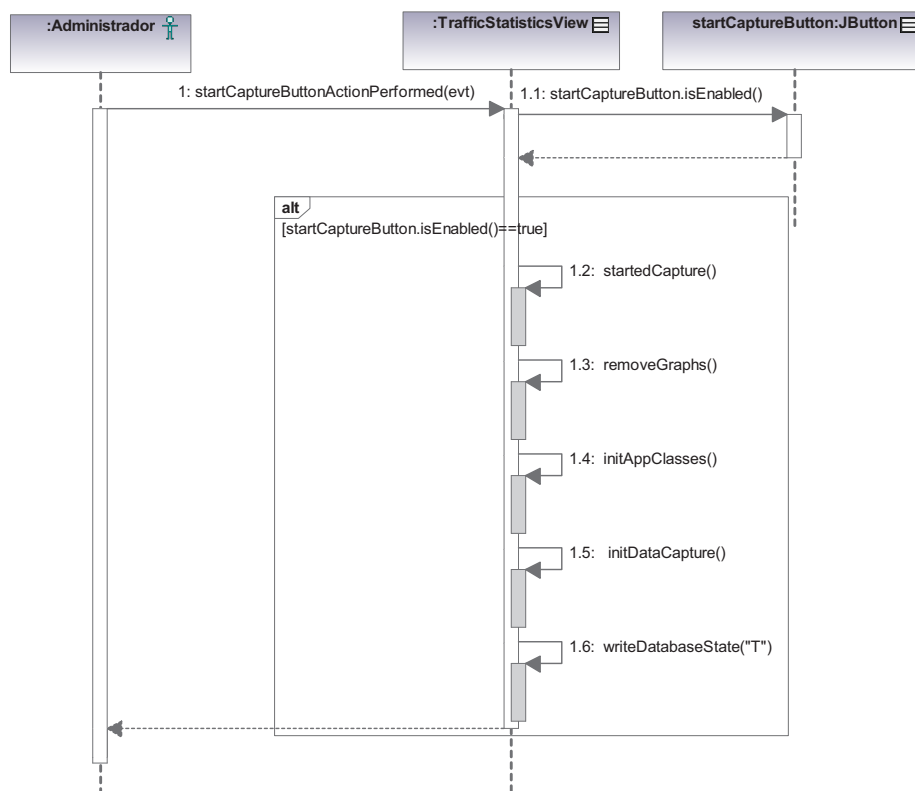 :Administrador
:TrafficStatisticsView
startCaptureButton:JButton
1: startCaptureButtonActionPerformed(evt)
1.1: startCaptureButton.isEnabled()
alt
[startCaptureButton.isEnabled()==true]
1.2: startedCapture()
1.3: removeGraphs()
1.4: initAppClasses()
1.5: initDataCapture()
1.6: writeDatabaseState("T")